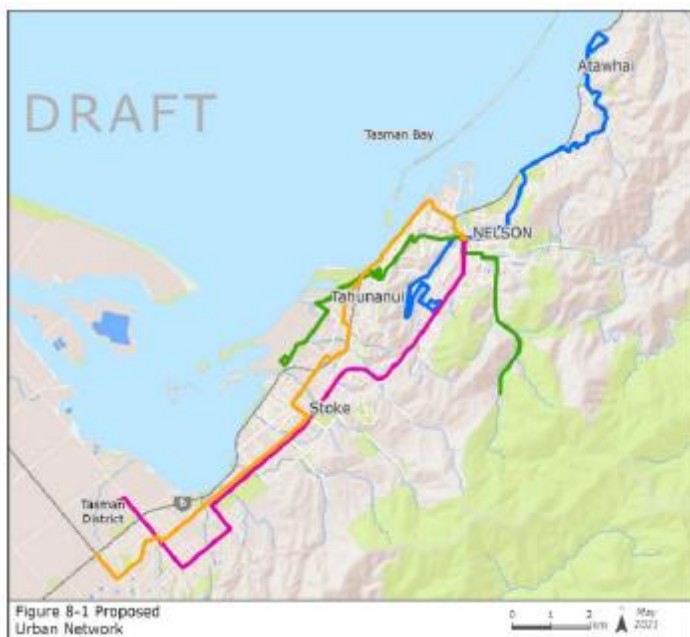 Atawhai
DRAFT
Tasman Bay
NELSON
Tahunanui
Stoke
Tasman
District
6
Figure 8-1 Proposed
Urban Network
0 1 2
km
May
2021